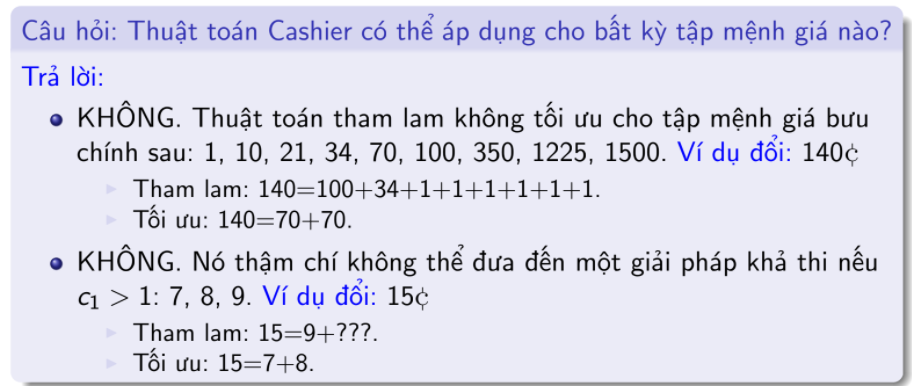 Câu hỏi: Thuật toán Cashier có thể áp dụng cho bất kỳ tập mệnh giá nào?
Trả lời:
KHÔNG. Thuật toán tham lam không tối ưu cho tập mệnh giá bưu
chính sau: 1, 10, 21, 34, 70, 100, 350, 1225, 1500. Ví dụ đổi: 140¢
Tham lam: 140=100+34+1+1+1+1+1+1.
Tối ưu: 140=70+70.
KHÔNG. Nó thậm chí không thể đưa đến một giải pháp khả thi nếu
c₁ > 1: 7, 8, 9. Ví dụ đổi: 15¢
Tham lam: 15=9+???.
Tối ưu: 15=7+8.